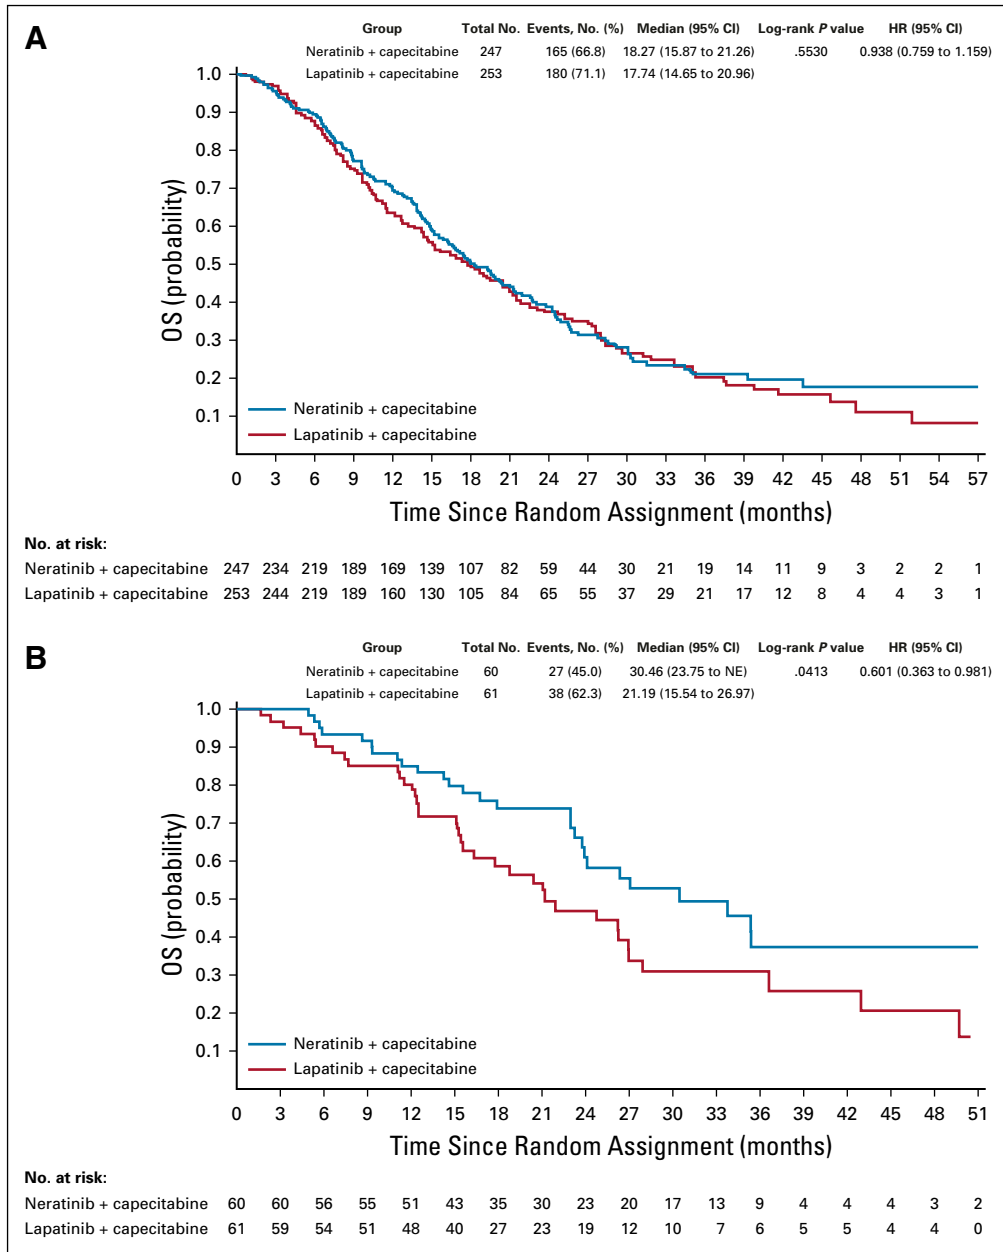 A
Group Total No. Events, No. (%) Median (95% CI) Log-rank P value HR (95% CI)
Neratinib + capecitabine 247 165 (66.8) 18.27 (15.87 to 21.26) .5530 0.938 (0.759 to 1.159)
Lapatinib + capecitabine 253 180 (71.1) 17.74 (14.65 to 20.96)
1.0
0.9
0.8
0.7
0.6
0.5
0.4
0.3
0.2
0.1
OS (probability)
Neratinib + capecitabine
Lapatinib + capecitabine
0 3 6 9 12 15 18 21 24 27 30 33 36 39 42 45 48 51 54 57
Time Since Random Assignment (months)
No. at risk:
Neratinib + capecitabine 247 234 219 189 169 139 107 82 59 44 30 21 19 14 11 9 3 2 2 1
Lapatinib + capecitabine 253 244 219 189 160 130 105 84 65 55 37 29 21 17 12 8 4 4 3 1
B
Group Total No. Events, No. (%) Median (95% CI) Log-rank P value HR (95% CI)
Neratinib + capecitabine 60 27 (45.0) 30.46 (23.75 to NE) .0413 0.601 (0.363 to 0.981)
Lapatinib + capecitabine 61 38 (62.3) 21.19 (15.54 to 26.97)
1.0
0.9
0.8
0.7
0.6
0.5
0.4
0.3
0.2
0.1
OS (probability)
Neratinib + capecitabine
Lapatinib + capecitabine
0 3 6 9 12 15 18 21 24 27 30 33 36 39 42 45 48 51
Time Since Random Assignment (months)
No. at risk:
Neratinib + capecitabine 60 60 56 55 51 43 35 30 23 20 17 13 9 4 4 4 3 2
Lapatinib + capecitabine 61 59 54 51 48 40 27 23 19 12 10 7 6 5 5 4 4 0